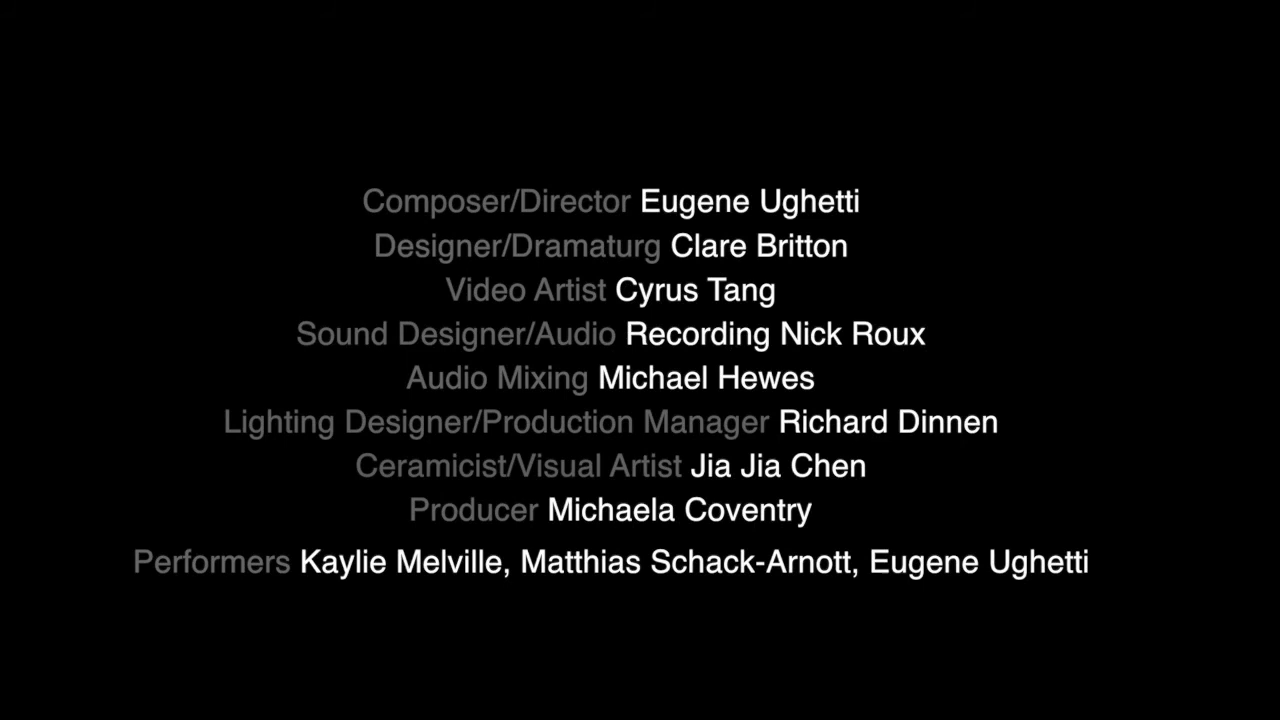 Composer/Director Eugene Ughetti
Designer/Dramaturg Clare Britton
Video Artist Cyrus Tang
Sound Designer/Audio Recording Nick Roux
Audio Mixing Michael Hewes
Lighting Designer/Production Manager Richard Dinnen
Ceramicist/Visual Artist Jia Jia Chen
Producer Michaela Coventry
Performers Kaylie Melville, Matthias Schack-Arnott, Eugene Ughetti